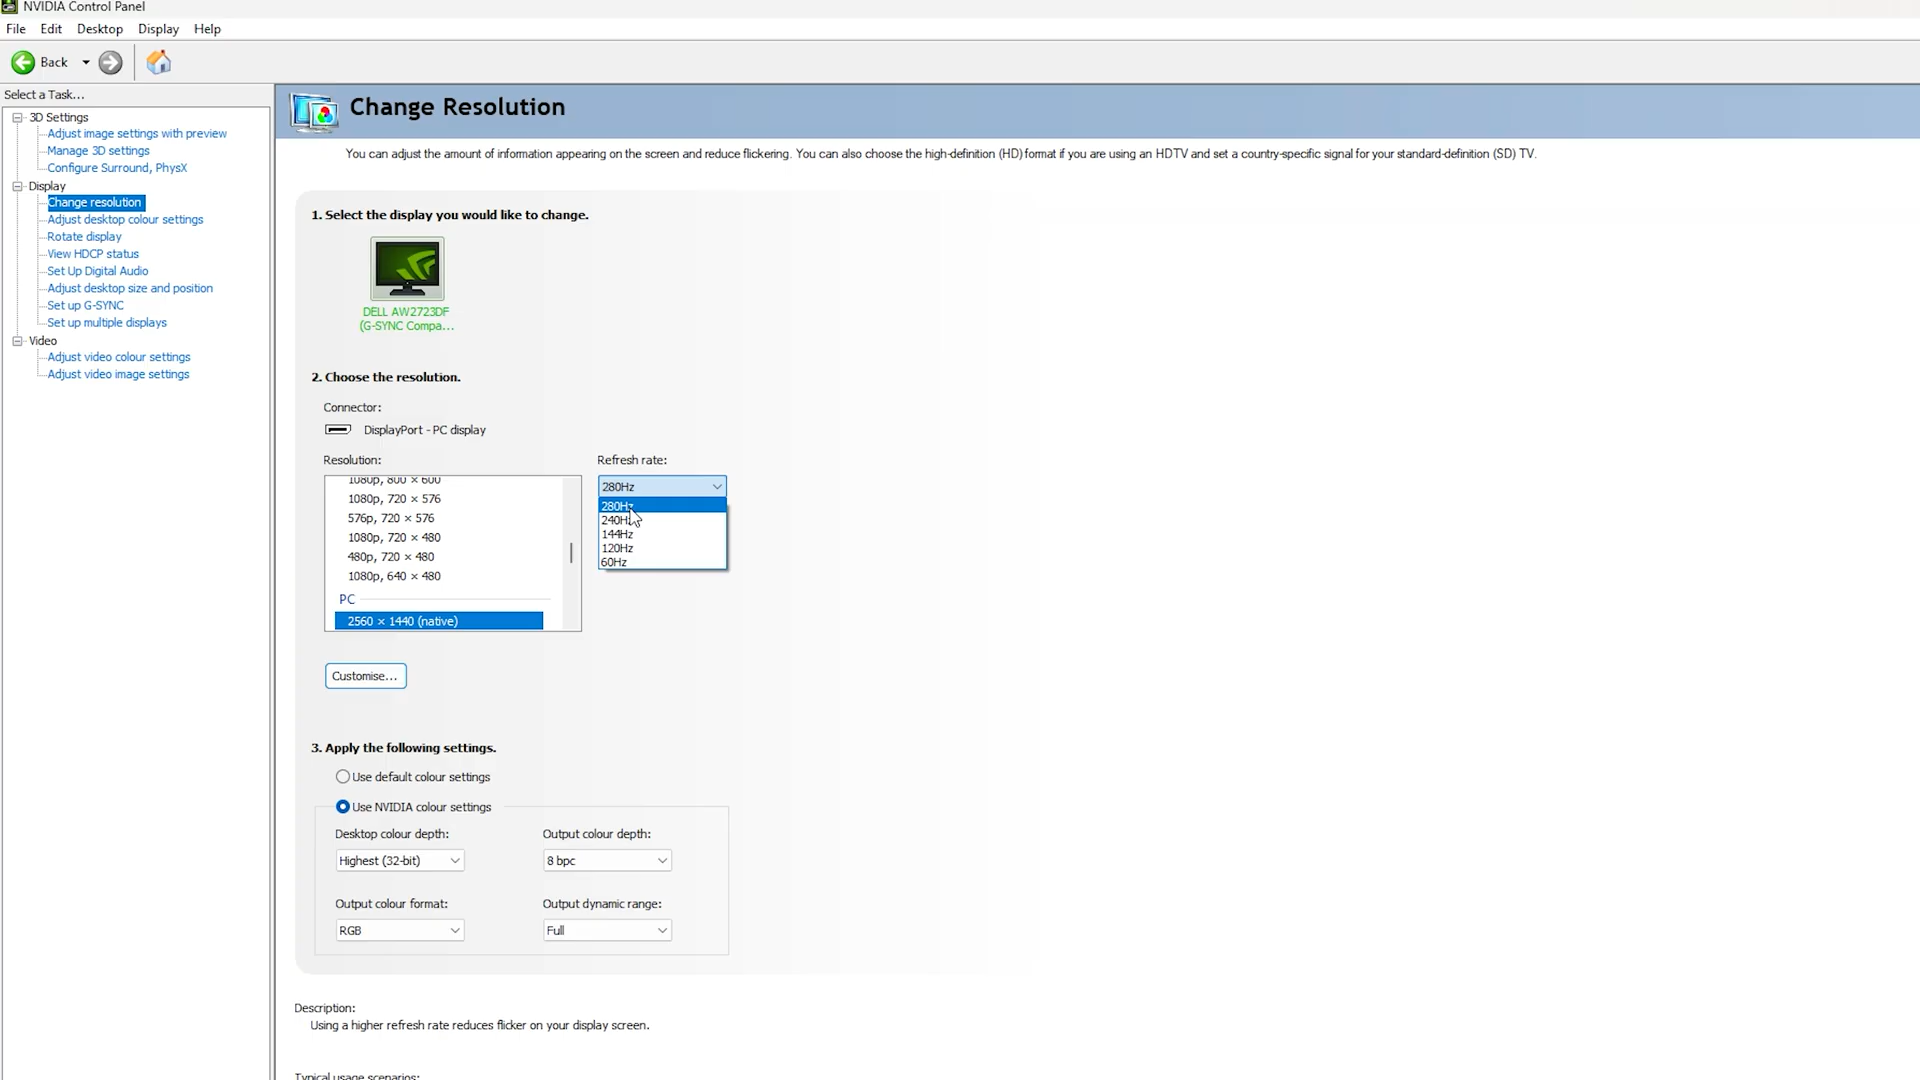 NVIDIA Control Panel
File Edit Desktop Display Help
Back
Select a Task...
3D Settings
Adjust image settings with preview
Manage 3D settings
Configure Surround, PhysX
Display
Change resolution
Adjust desktop colour settings
Rotate display
View HDCP status
Set Up Digital Audio
Adjust desktop size and position
Set up G-SYNC
Set up multiple displays
Video
Adjust video colour settings
Adjust video image settings
Change Resolution
You can adjust the amount of information appearing on the screen and reduce flickering. You can also choose the high-definition (HD) format if you are using an HDTV and set a country-specific signal for your standard-definition (SD) TV.
1. Select the display you would like to change.
DELL AW2723DF
(G-SYNC Compa...
2. Choose the resolution.
Connector:
DisplayPort - PC display
Resolution:
1080p, 800 × 600
1080p, 720 × 576
576p, 720 × 576
1080p, 720 × 480
480p, 720 × 480
1080p, 640 × 480
PC
2560 × 1440 (native)
Refresh rate:
280Hz
280Hz
240Hz
144Hz
120Hz
60Hz
Customise...
3. Apply the following settings.
Use default colour settings
Use NVIDIA colour settings
Desktop colour depth:
Highest (32-bit)
Output colour depth:
8 bpc
Output colour format:
RGB
Output dynamic range:
Full
Description:
Using a higher refresh rate reduces flicker on your display screen.
Typical usage scenarios: